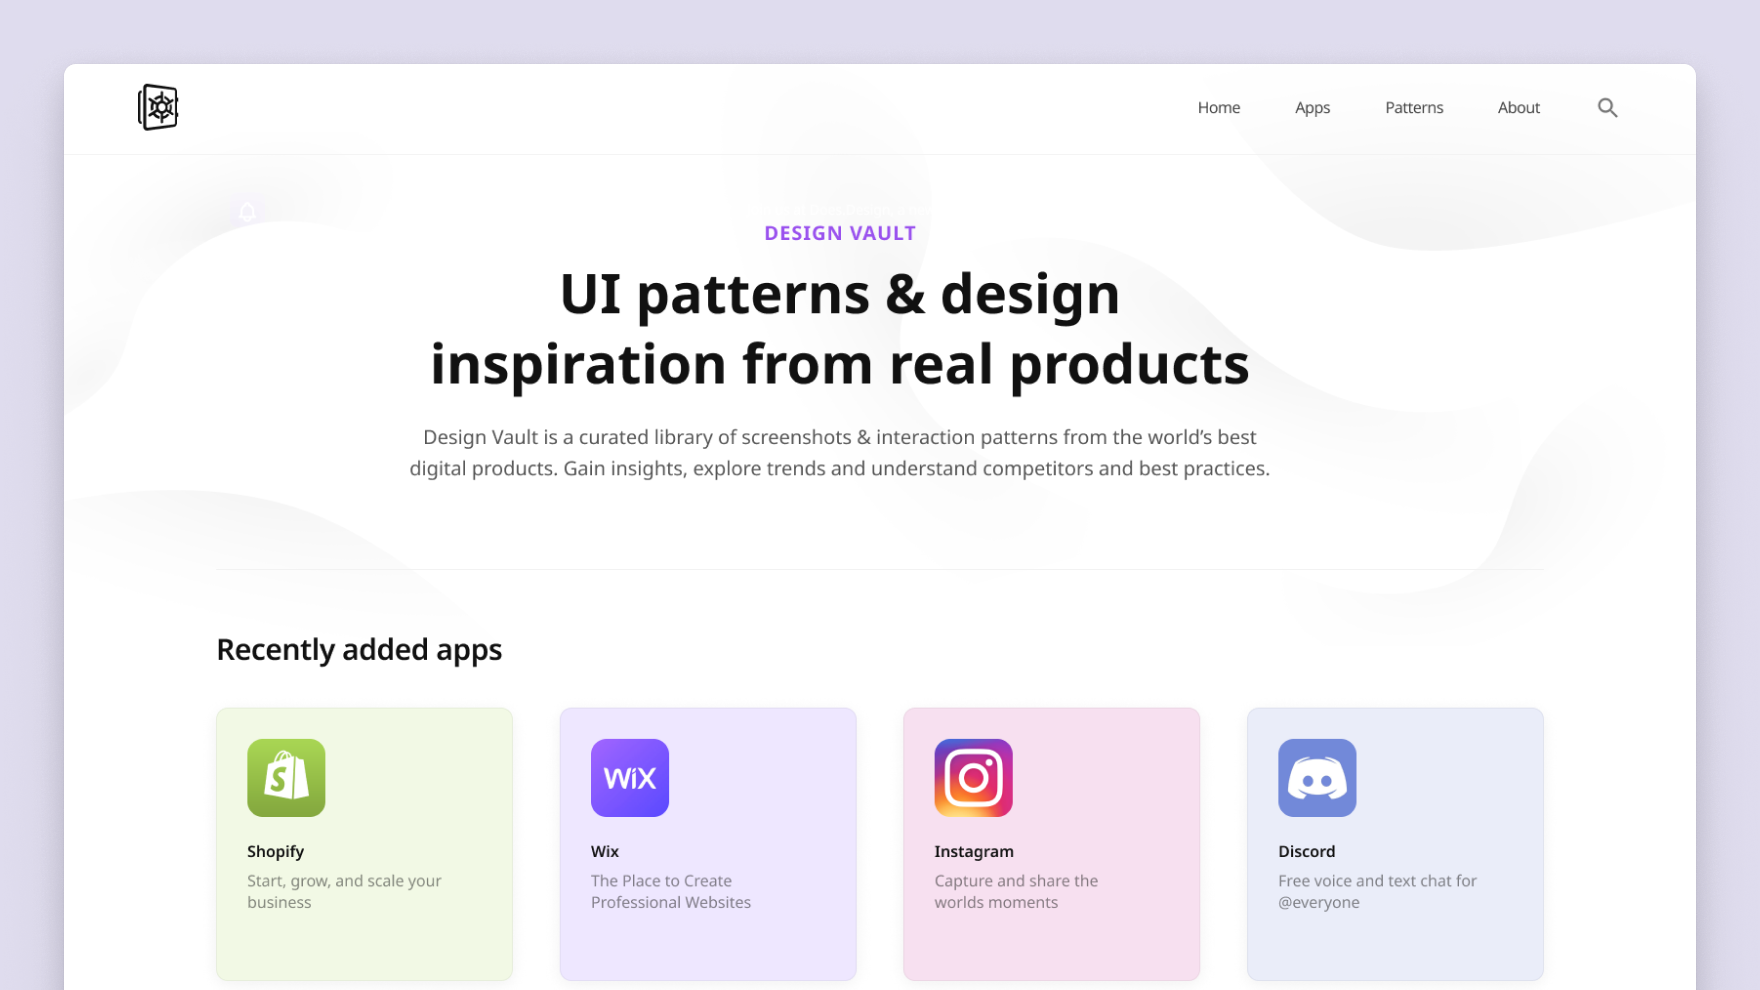 Home Apps Patterns About
DESIGN VAULT
UI patterns & design
inspiration from real products
Design Vault is a curated library of screenshots & interaction patterns from the world’s best
digital products. Gain insights, explore trends and understand competitors and best practices.
Recently added apps
WiX
Shopify
Start, grow, and scale your
business
Wix
The Place to Create
Professional Websites
Instagram
Capture and share the
worlds moments
Discord
Free voice and text chat for
@everyone